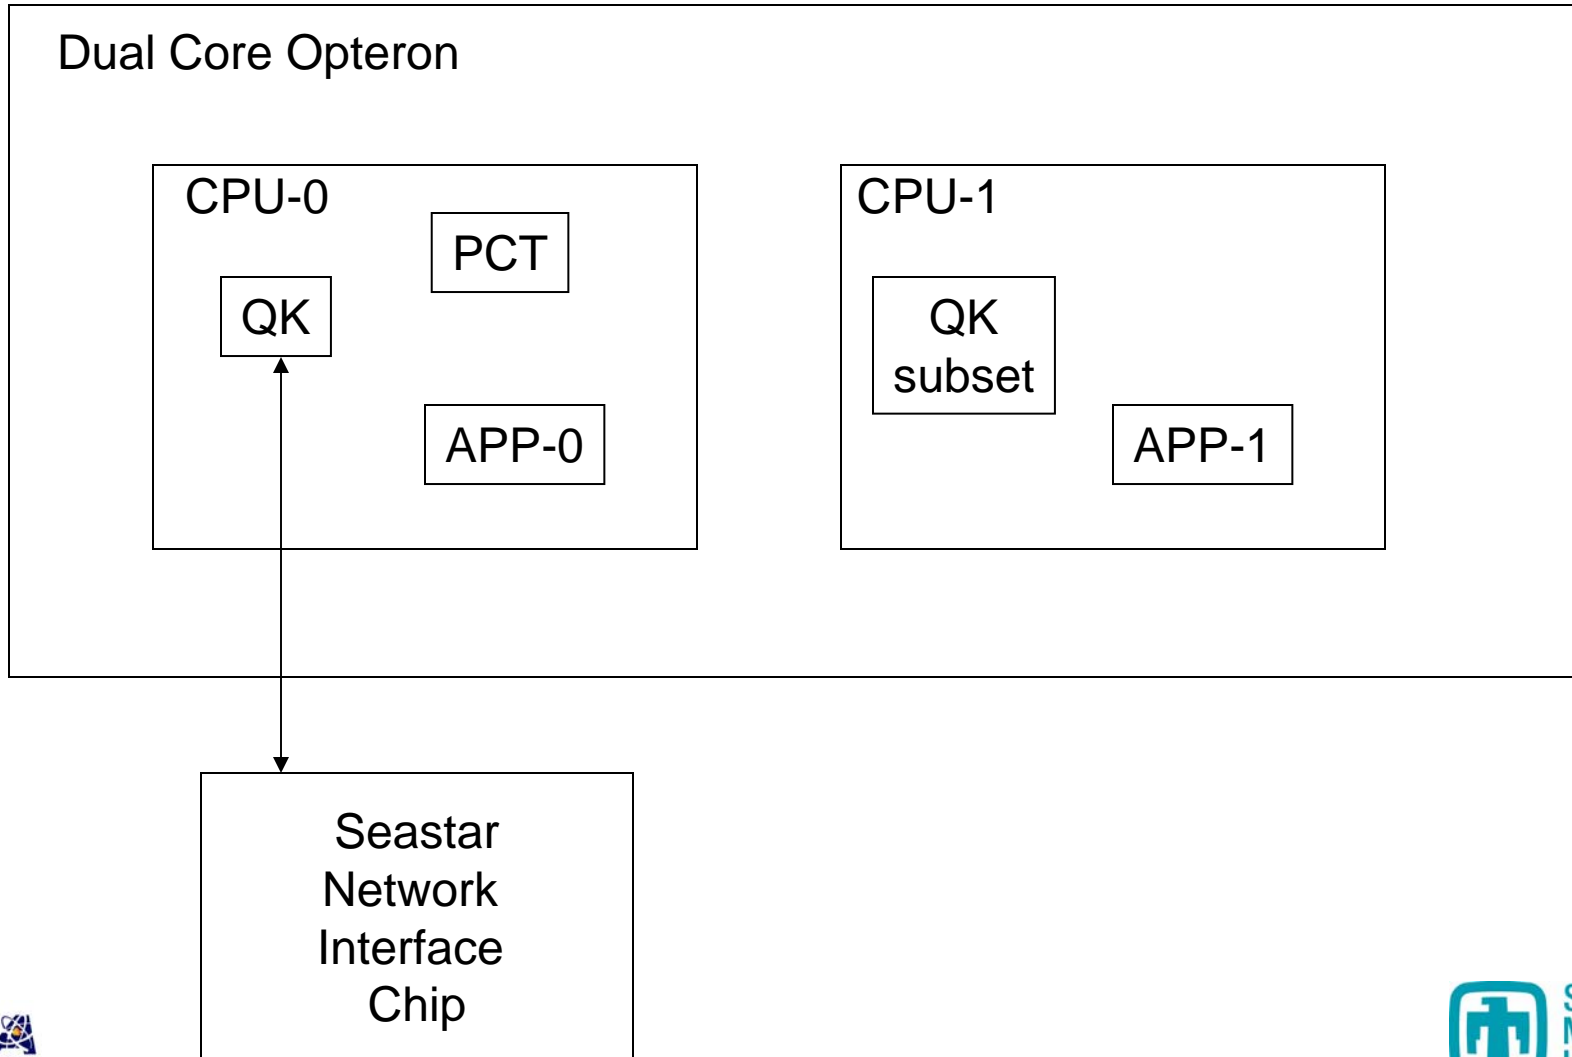 Dual Core Opteron
CPU-0
PCT
QK
APP-0
CPU-1
QK
subset
APP-1
Seastar
Network
Interface
Chip